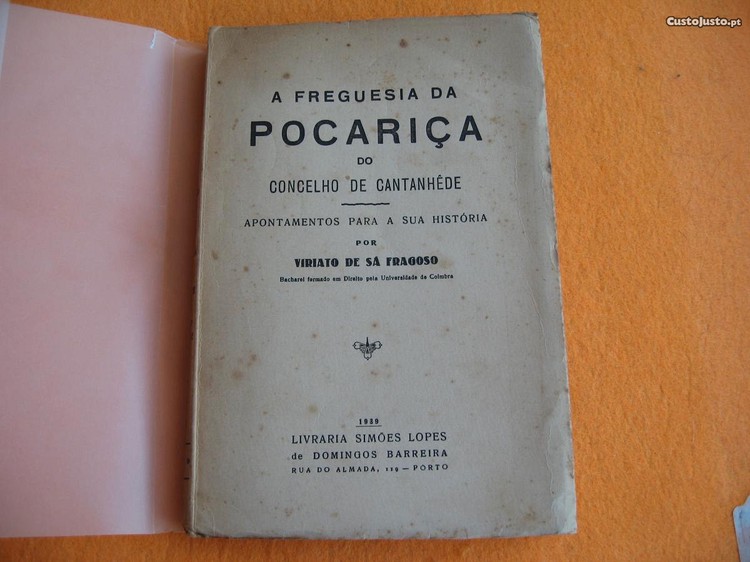 CustoJusto.pt
A FREGUESIA DA
POCARIÇA
DO
CONCELHO DE CANTANHÊDE
APONTAMENTOS PARA A SUA HISTÓRIA
POR
VIRIATO DE SÁ FRAGOSO
Bacharel formado em Direito pela Universidade de Coimbra
1939
LIVRARIA SIMÕES LOPES
de DOMINGOS BARREIRA
RUA DO ALMADA, 119 — PORTO